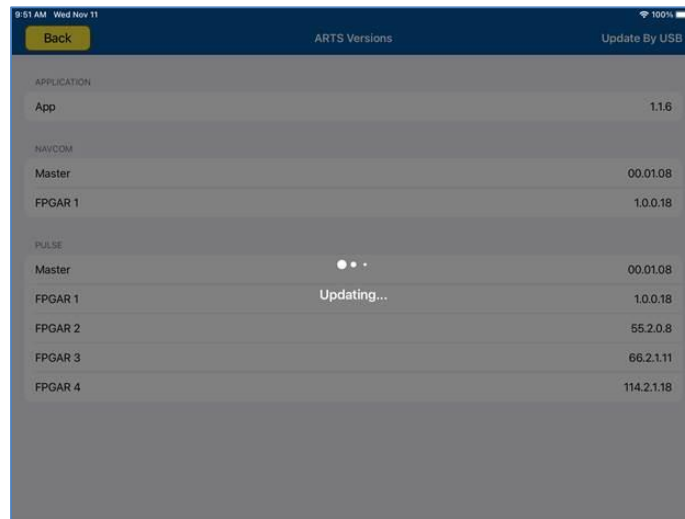 9:51 AM Wed Nov 11 100%
Back ARTS Versions Update By USB
APPLICATION
App 1.1.6
NAVCOM
Master 00.01.08
FPGAR 1 1.0.0.18
PULSE
Master 00.01.08
FPGAR 1 1.0.0.18
FPGAR 2 55.2.0.8
FPGAR 3 66.2.1.11
FPGAR 4 114.2.1.18
Updating...